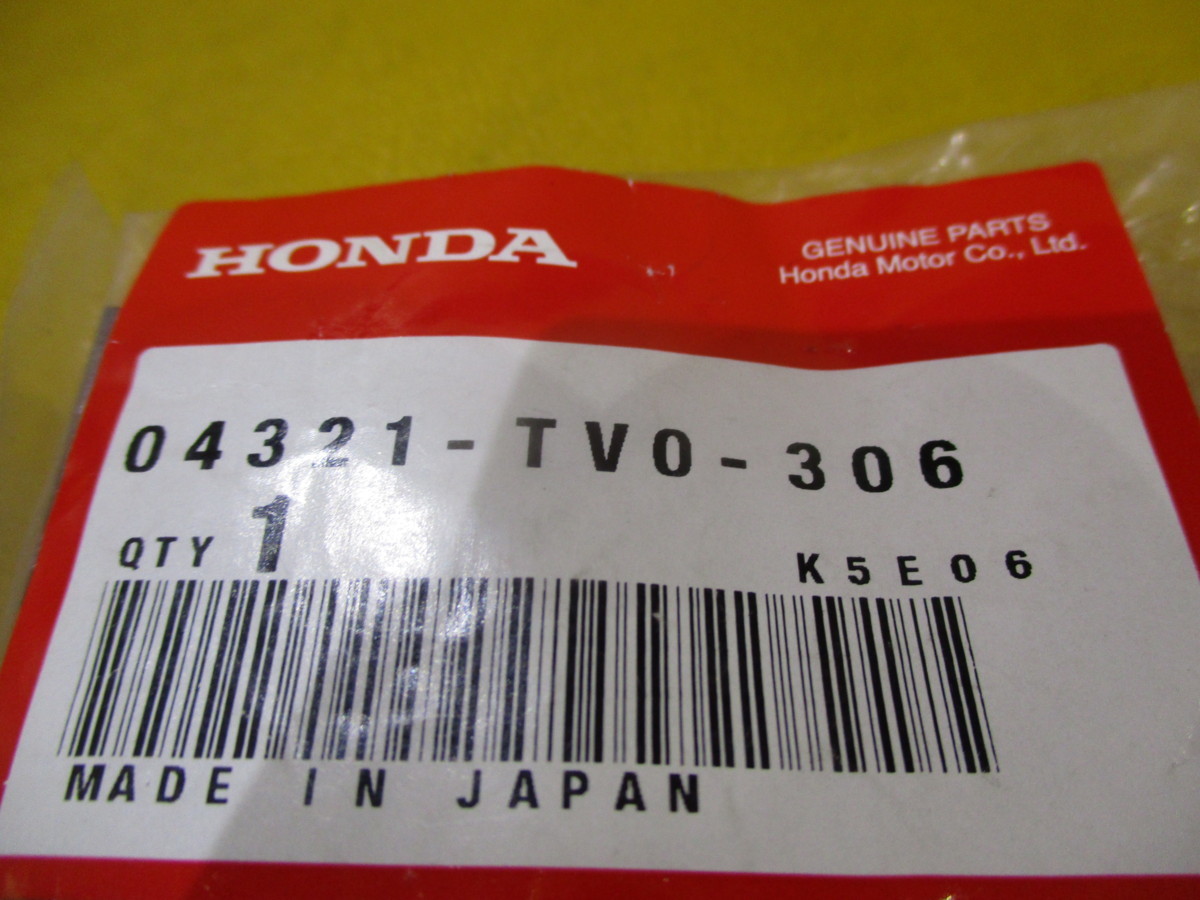 HONDA
GENUINE PARTS
Honda Motor Co., Ltd.
04321-TV0-306
QTY 1
K5E06
MADE IN JAPAN